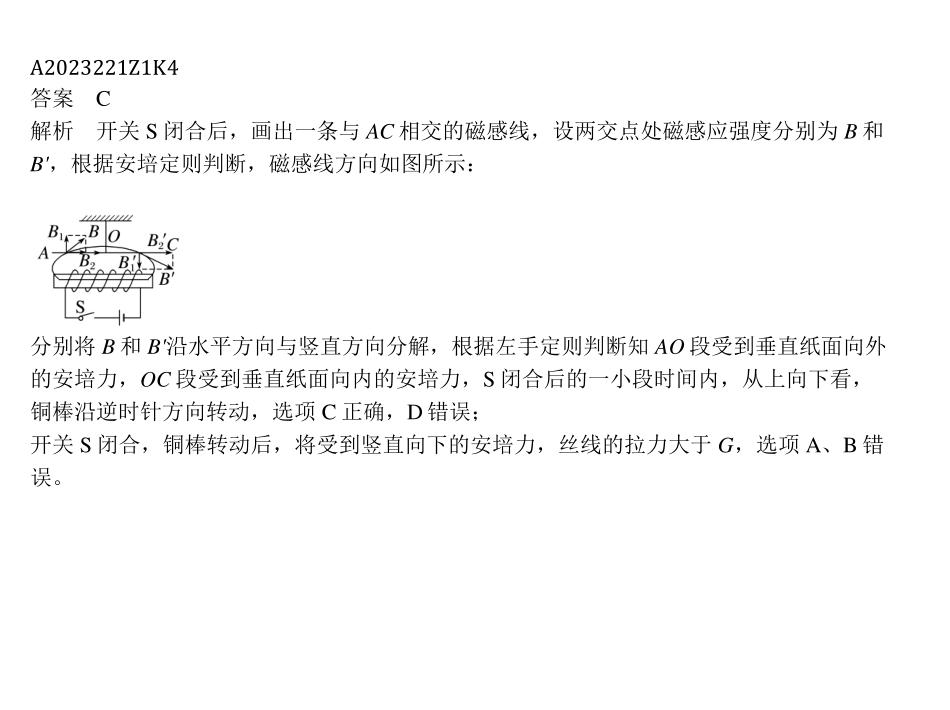 A2023221Z1K4
答案　C
解析　开关 S 闭合后，画出一条与 AC 相交的磁感线，设两交点处磁感应强度分别为 B 和
B′，根据安培定则判断，磁感线方向如图所示：
B₁ B O B₂′ C
A B₂ B₁′
B′
S
分别将 B 和 B′沿水平方向与竖直方向分解，根据左手定则判断知 AO 段受到垂直纸面向外
的安培力，OC 段受到垂直纸面向内的安培力，S 闭合后的一小段时间内，从上向下看，
铜棒沿逆时针方向转动，选项 C 正确，D 错误；
开关 S 闭合，铜棒转动后，将受到竖直向下的安培力，丝线的拉力大于 G，选项 A、B 错
误。